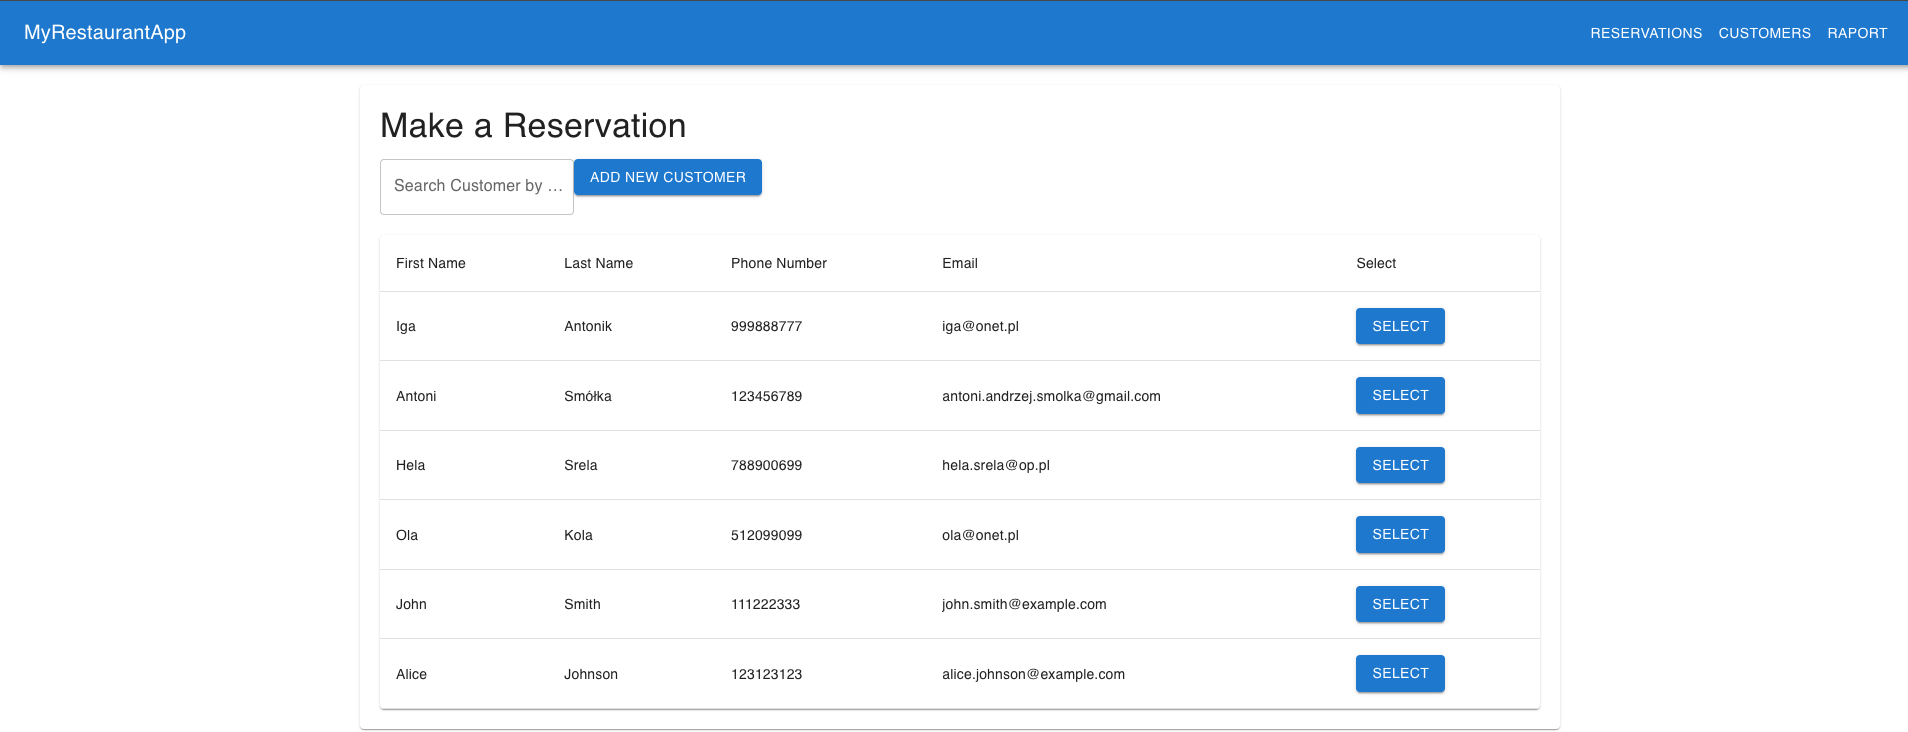 MyRestaurantApp RESERVATIONS CUSTOMERS RAPORT
Make a Reservation
Search Customer by ... ADD NEW CUSTOMER
First Name Last Name Phone Number Email Select
Iga Antonik 999888777 iga@onet.pl SELECT
Antoni Smółka 123456789 antoni.andrzej.smolka@gmail.com SELECT
Hela Srela 788900699 hela.srela@op.pl SELECT
Ola Kola 512099099 ola@onet.pl SELECT
John Smith 111222333 john.smith@example.com SELECT
Alice Johnson 123123123 alice.johnson@example.com SELECT